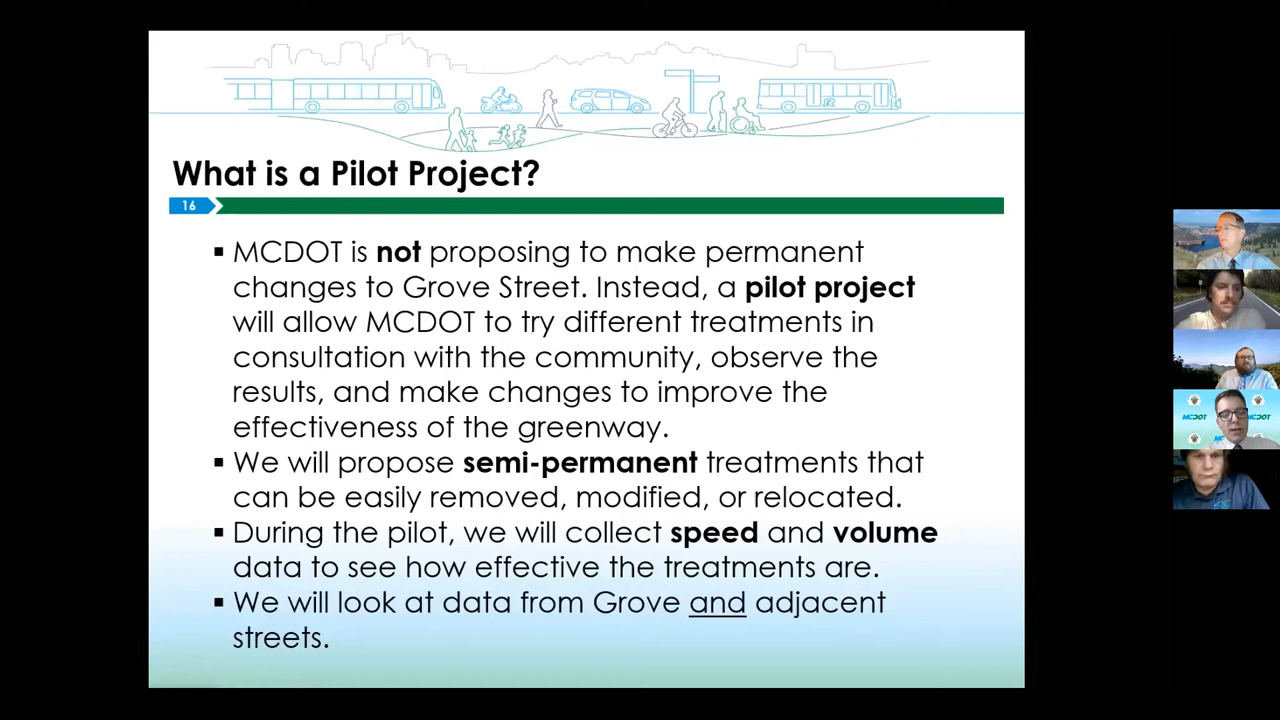 What is a Pilot Project?
16
▪ MCDOT is not proposing to make permanent
changes to Grove Street. Instead, a pilot project
will allow MCDOT to try different treatments in
consultation with the community, observe the
results, and make changes to improve the
effectiveness of the greenway.
▪ We will propose semi-permanent treatments that
can be easily removed, modified, or relocated.
▪ During the pilot, we will collect speed and volume
data to see how effective the treatments are.
▪ We will look at data from Grove and adjacent
streets.
MCDOT
MCDOT